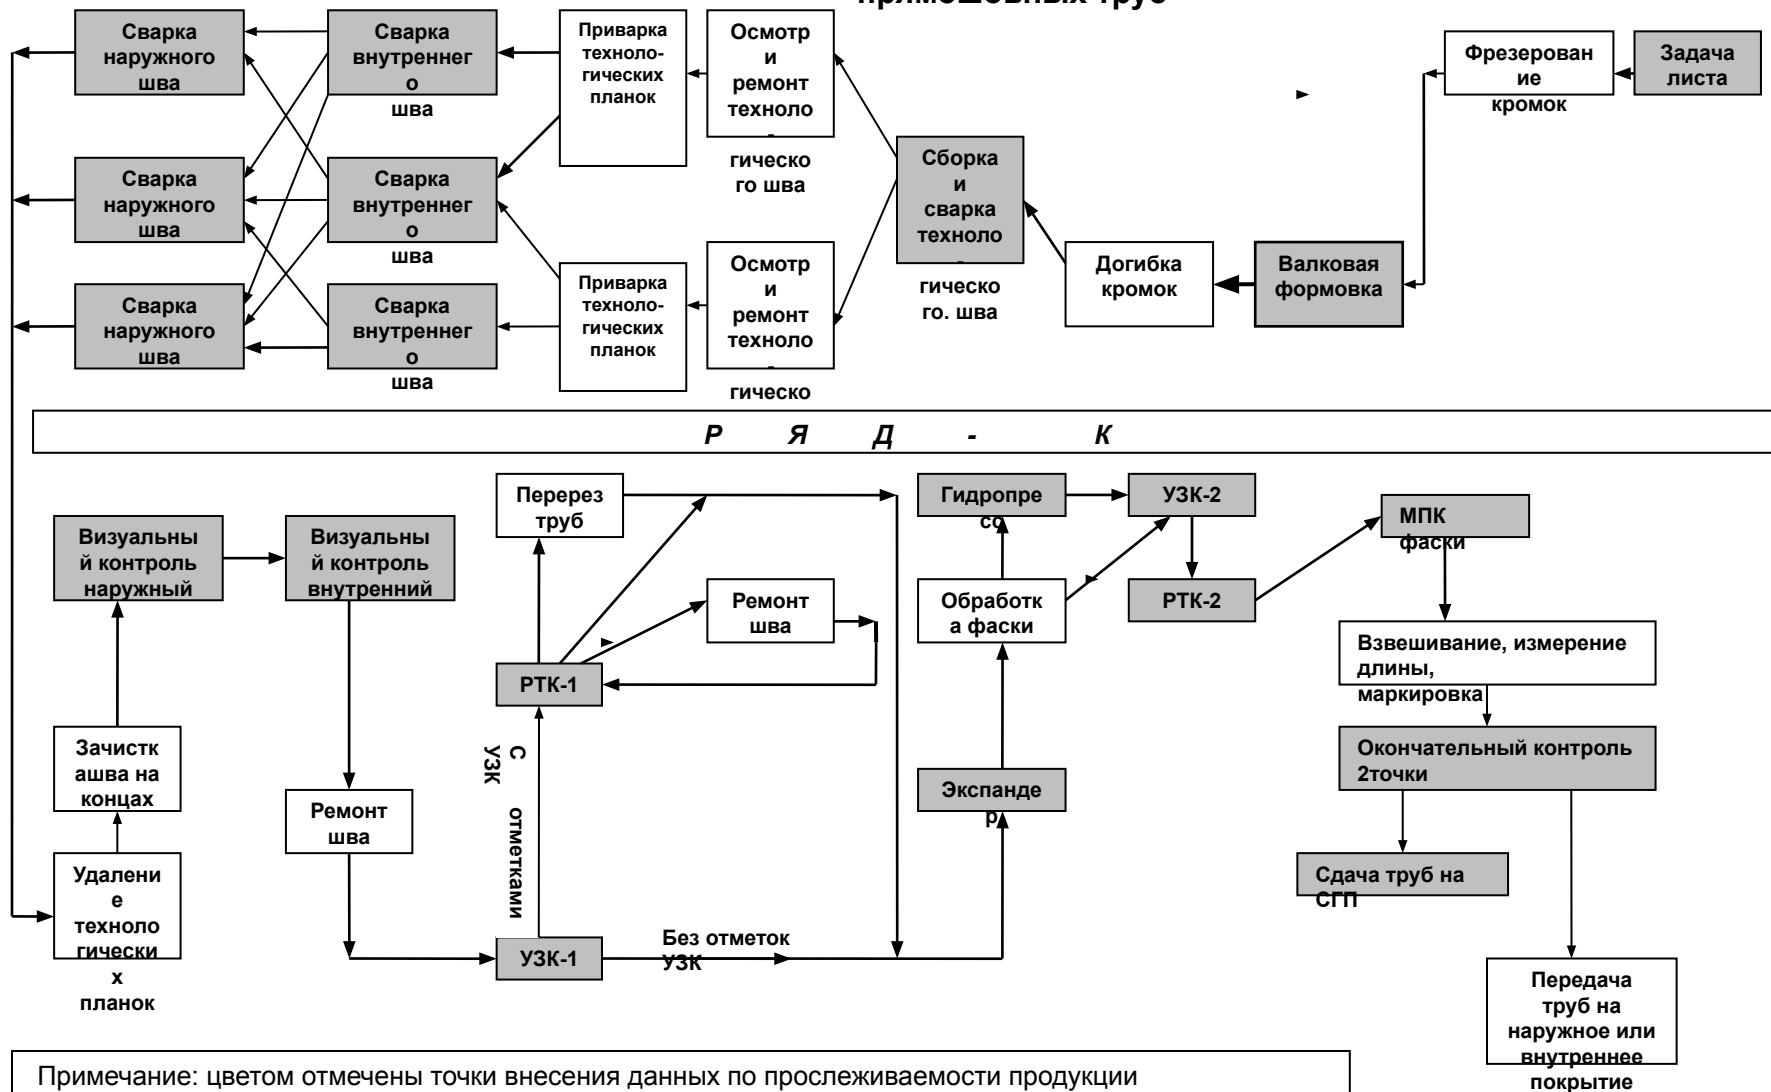 прямошовных труб
Сварка
наружного
шва
Сварка
внутреннег
о
шва
Приварка
техноло-
гических
планок
Осмотр
и
ремонт
техноло
-
гическо
го шва
Фрезерован
ие
кромок
Задача
листа
Сварка
наружного
шва
Сварка
внутреннег
о
шва
Сборка
и
сварка
техноло
-
гическо
го. шва
Догибка
кромок
Валковая
формовка
Сварка
наружного
шва
Сварка
внутреннег
о
шва
Приварка
техноло-
гических
планок
Осмотр
и
ремонт
техноло
-
гическо
Р Я Д - К
Визуальны
й контроль
наружный
Визуальны
й контроль
внутренний
Перерез
труб
Ремонт
шва
РТК-1
Гидропре
сс
УЗК-2
МПК
фаски
Обработк
а фаски
РТК-2
Взвешивание, измерение
длины,
маркировка
Зачистк
ашва на
концах
Ремонт
шва
С отметками
УЗК
Экспанде
р
Окончательный контроль
2точки
Удалени
е
техноло
гически
х
планок
УЗК-1
Без отметок
УЗК
Сдача труб на
СГП
Передача
труб на
наружное или
внутреннее
покрытие
Примечание: цветом отмечены точки внесения данных по прослеживаемости продукции